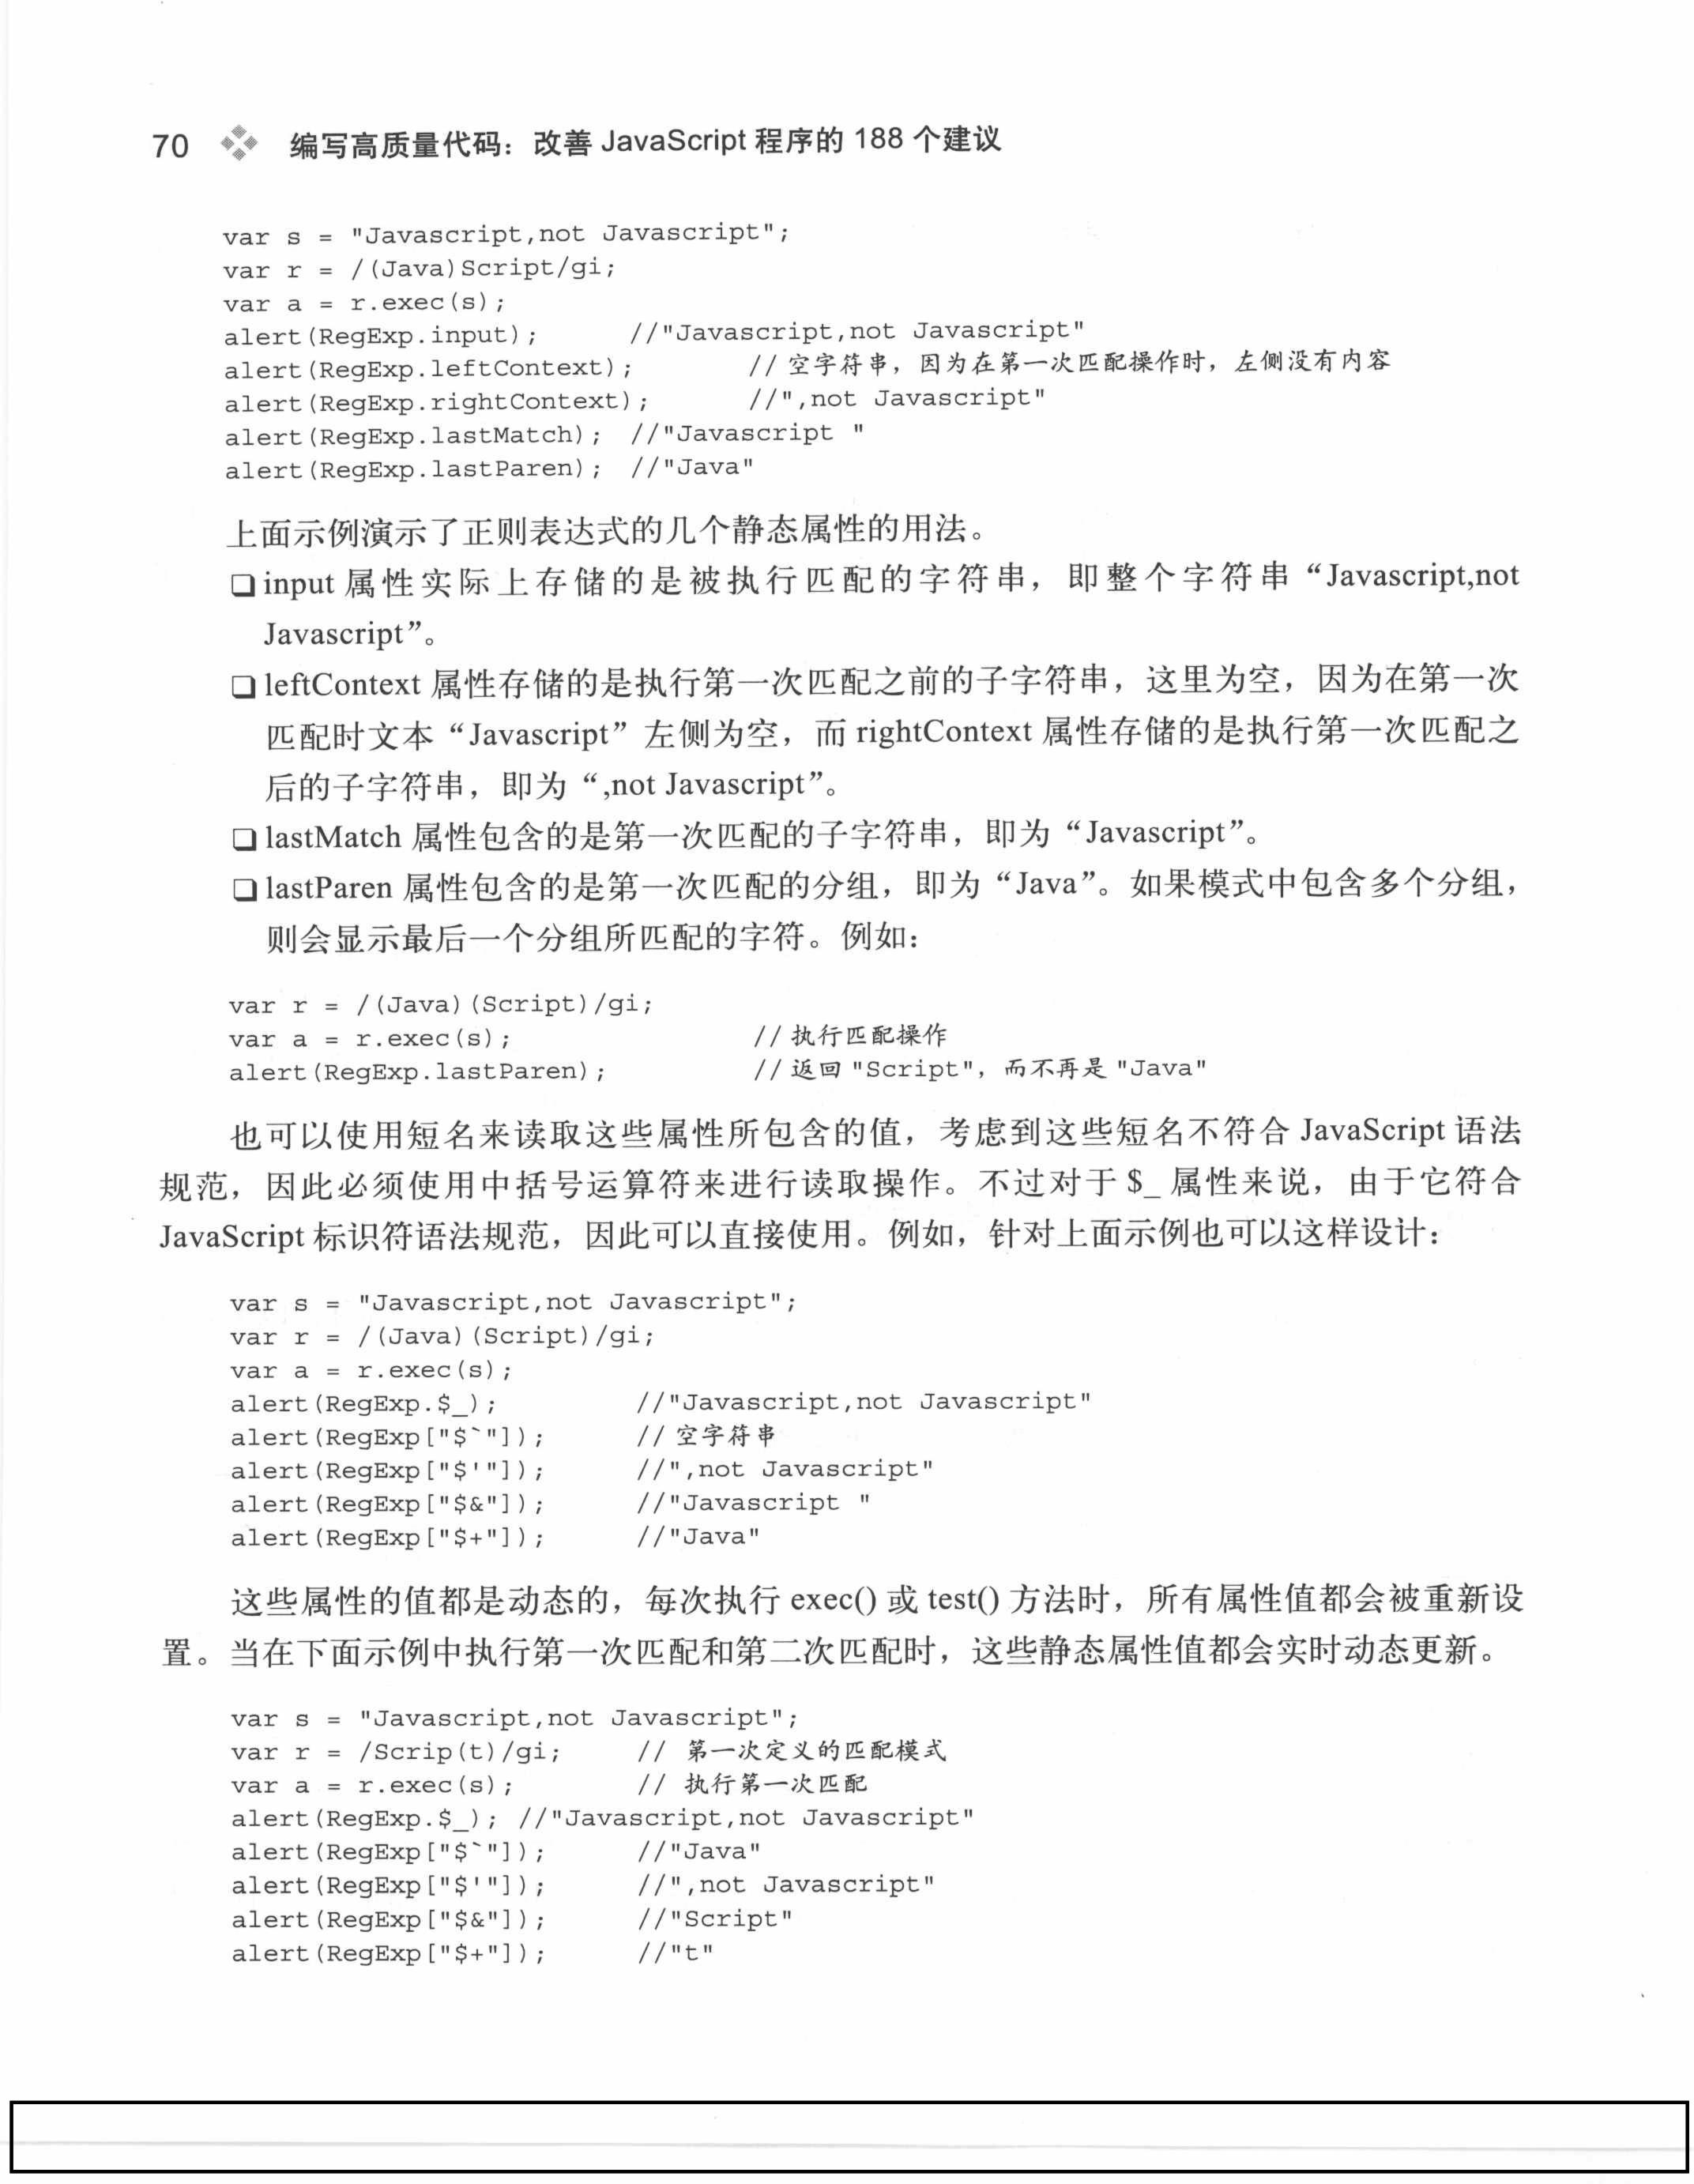 70 编写高质量代码：改善 JavaScript 程序的 188 个建议
var s = "Javascript,not Javascript";
var r = /(Java)Script/gi;
var a = r.exec(s);
alert(RegExp.input); //"Javascript,not Javascript"
alert(RegExp.leftContext); // 空字符串，因为在第一次匹配操作时，左侧没有内容
alert(RegExp.rightContext); //",not Javascript"
alert(RegExp.lastMatch); //"Javascript "
alert(RegExp.lastParen); //"Java"
上面示例演示了正则表达式的几个静态属性的用法。
❑ input 属性实际上存储的是被执行匹配的字符串，即整个字符串“Javascript,not
Javascript”。
❑ leftContext 属性存储的是执行第一次匹配之前的子字符串，这里为空，因为在第一次
匹配时文本“Javascript”左侧为空，而 rightContext 属性存储的是执行第一次匹配之
后的子字符串，即为“,not Javascript”。
❑ lastMatch 属性包含的是第一次匹配的子字符串，即为“Javascript”。
❑ lastParen 属性包含的是第一次匹配的分组，即为“Java”。如果模式中包含多个分组，
则会显示最后一个分组所匹配的字符。例如：
var r = /(Java)(Script)/gi;
var a = r.exec(s); // 执行匹配操作
alert(RegExp.lastParen); // 返回 "Script"，而不再是 "Java"
也可以使用短名来读取这些属性所包含的值，考虑到这些短名不符合 JavaScript 语法
规范，因此必须使用中括号运算符来进行读取操作。不过对于 $_ 属性来说，由于它符合
JavaScript 标识符语法规范，因此可以直接使用。例如，针对上面示例也可以这样设计：
var s = "Javascript,not Javascript";
var r = /(Java)(Script)/gi;
var a = r.exec(s);
alert(RegExp.$_); //"Javascript,not Javascript"
alert(RegExp["$`"]); // 空字符串
alert(RegExp["$'"]); //",not Javascript"
alert(RegExp["$&"]); //"Javascript "
alert(RegExp["$+"]); //"Java"
这些属性的值都是动态的，每次执行 exec() 或 test() 方法时，所有属性值都会被重新设
置。当在下面示例中执行第一次匹配和第二次匹配时，这些静态属性值都会实时动态更新。
var s = "Javascript,not Javascript";
var r = /Scrip(t)/gi; // 第一次定义的匹配模式
var a = r.exec(s); // 执行第一次匹配
alert(RegExp.$_); //"Javascript,not Javascript"
alert(RegExp["$`"]); //"Java"
alert(RegExp["$'"]); //",not Javascript"
alert(RegExp["$&"]); //"Script"
alert(RegExp["$+"]); //"t"